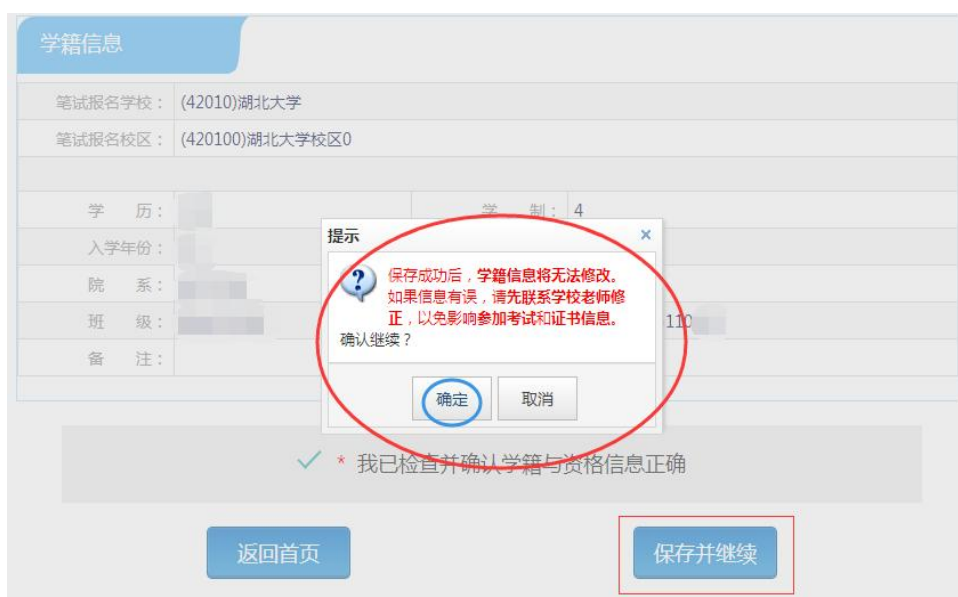 学籍信息
笔试报名学校： (42010)湖北大学
笔试报名校区： (420100)湖北大学校区0
学 历： 学 制： 4
入学年份：
院 系：
班 级： 110
备 注：
提示 ×
保存成功后，学籍信息将无法修改。
如果信息有误，请先联系学校老师修
正，以免影响参加考试和证书信息。
确认继续？
确定 取消
* 我已检查并确认学籍与资格信息正确
返回首页 保存并继续